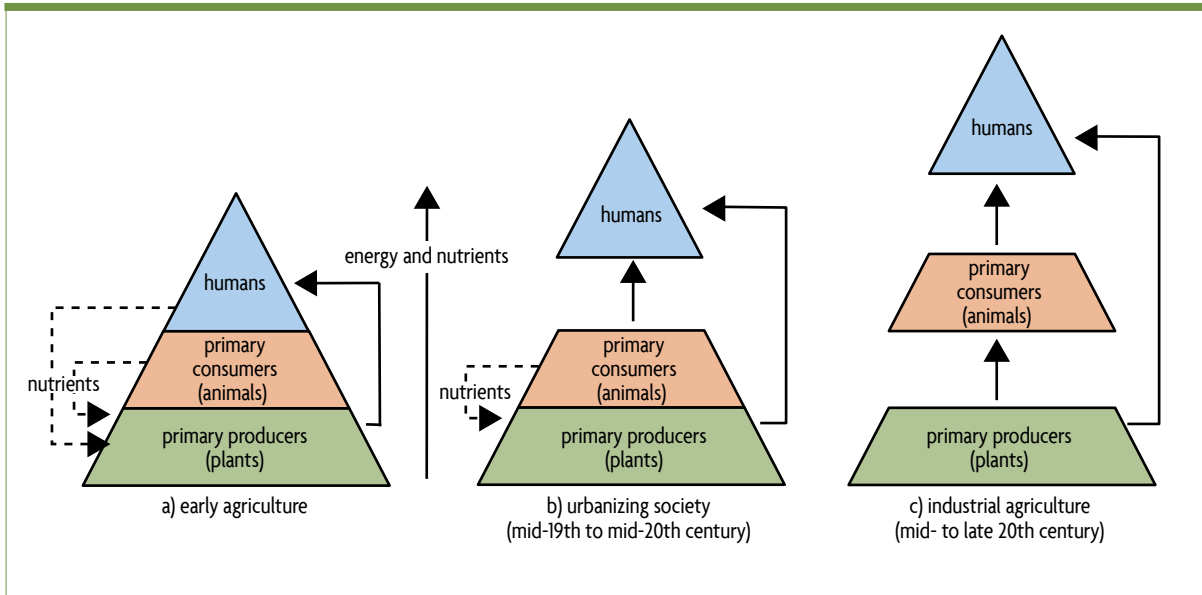 humans
primary
consumers
(animals)
primary producers
(plants)
nutrients
a) early agriculture
energy and nutrients
humans
primary
consumers
(animals)
nutrients
primary producers
(plants)
b) urbanizing society
(mid-19th to mid-20th century)
humans
primary
consumers
(animals)
primary producers
(plants)
c) industrial agriculture
(mid- to late 20th century)